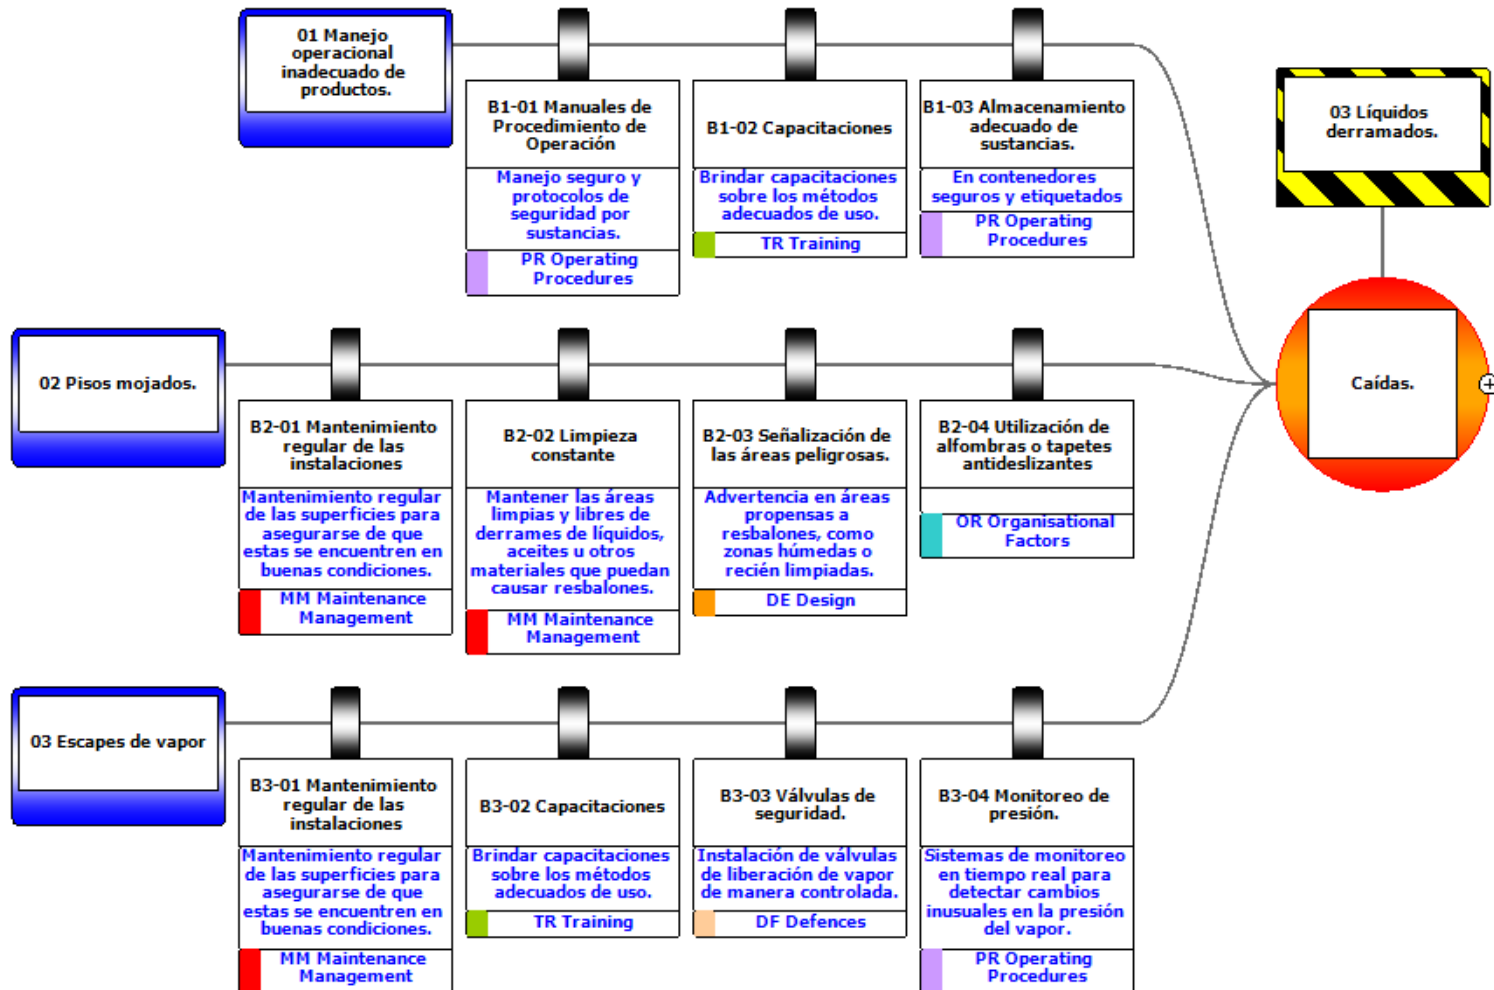 01 Manejo
operacional
inadecuado de
productos.
B1-01 Manuales de
Procedimiento de
Operación
Manejo seguro y
protocolos de
seguridad por
sustancias.
PR Operating
Procedures
B1-02 Capacitaciones
Brindar capacitaciones
sobre los métodos
adecuados de uso.
TR Training
B1-03 Almacenamiento
adecuado de
sustancias.
En contenedores
seguros y etiquetados
PR Operating
Procedures
03 Líquidos
derramados.
Caídas.
02 Pisos mojados.
B2-01 Mantenimiento
regular de las
instalaciones
Mantenimiento regular
de las superficies para
asegurarse de que
estas se encuentren en
buenas condiciones.
MM Maintenance
Management
B2-02 Limpieza
constante
Mantener las áreas
limpias y libres de
derrames de líquidos,
aceites u otros
materiales que puedan
causar resbalones.
MM Maintenance
Management
B2-03 Señalización de
las áreas peligrosas.
Advertencia en áreas
propensas a
resbalones, como
zonas húmedas o
recién limpiadas.
DE Design
B2-04 Utilización de
alfombras o tapetes
antideslizantes
OR Organisational
Factors
03 Escapes de vapor
B3-01 Mantenimiento
regular de las
instalaciones
Mantenimiento regular
de las superficies para
asegurarse de que
estas se encuentren en
buenas condiciones.
MM Maintenance
Management
B3-02 Capacitaciones
Brindar capacitaciones
sobre los métodos
adecuados de uso.
TR Training
B3-03 Válvulas de
seguridad.
Instalación de válvulas
de liberación de vapor
de manera controlada.
DF Defences
B3-04 Monitoreo de
presión.
Sistemas de monitoreo
en tiempo real para
detectar cambios
inusuales en la presión
del vapor.
PR Operating
Procedures